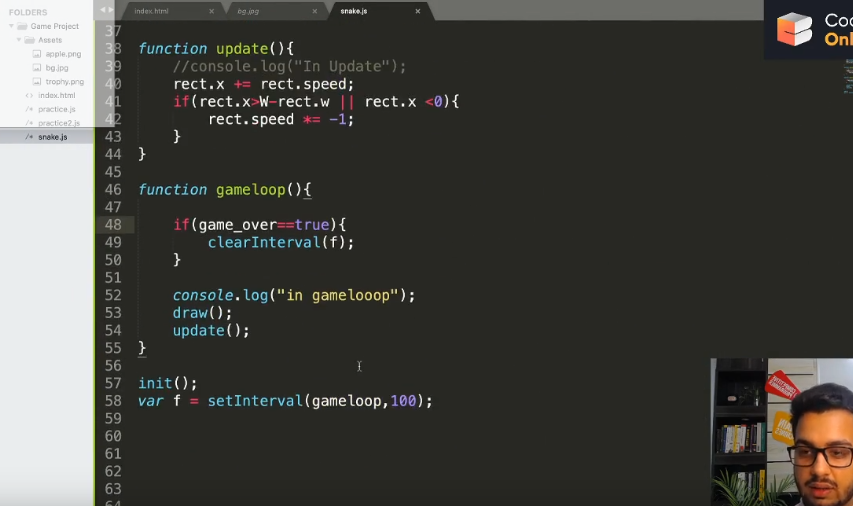 FOLDERS
Game Project
Assets
apple.png
bg.jpg
trophy.png
index.html
practice.js
practice2.js
snake.js
index.html
bg.jpg
snake.js
37
38 function update(){
39 //console.log("In Update");
40 rect.x += rect.speed;
41 if(rect.x>W-rect.w || rect.x <0){
42 rect.speed *= -1;
43 }
44 }
45
46 function gameloop(){
47
48 if(game_over==true){
49 clearInterval(f);
50 }
51
52 console.log("in gamelooop");
53 draw();
54 update();
55 }
56
57 init();
58 var f = setInterval(gameloop,100);
59
60
61
62
63
64